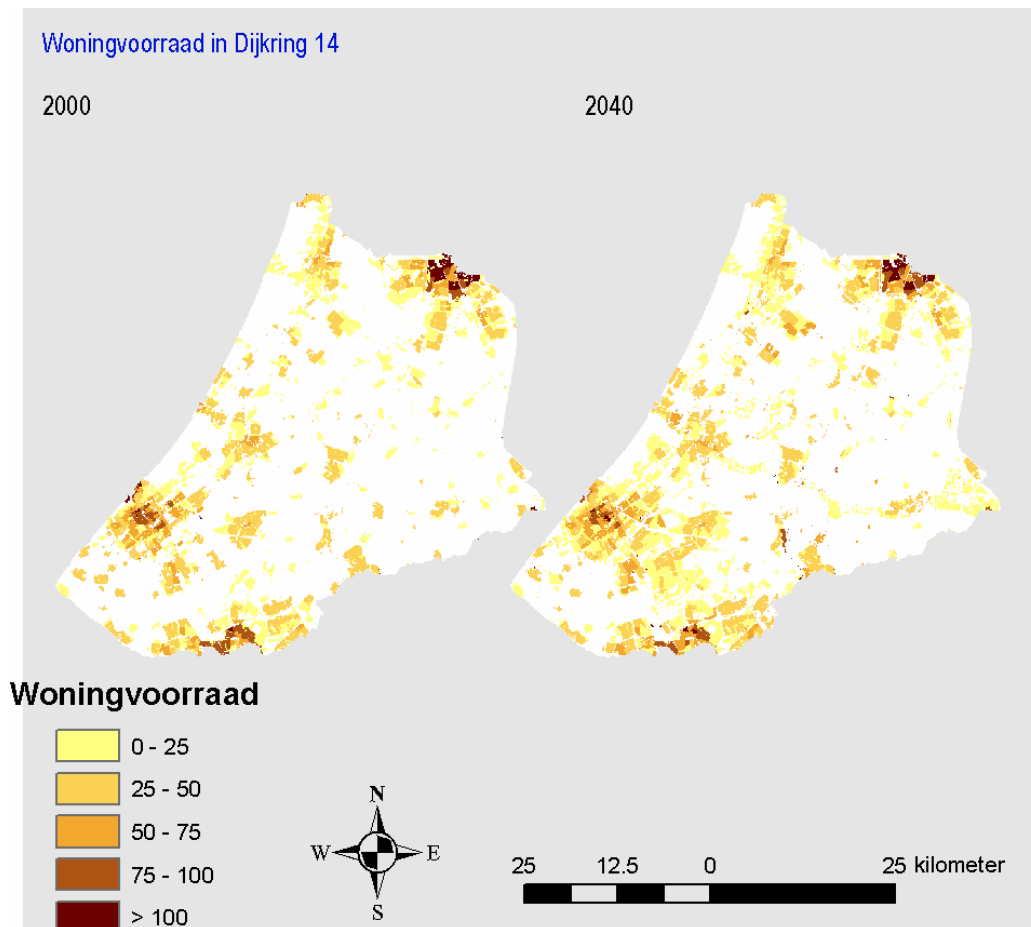 Woningvoorraad in Dijkring 14
2000
2040
Woningvoorraad
0 - 25
25 - 50
50 - 75
75 - 100
> 100
N
W
E
S
25
12.5
0
25 kilometer